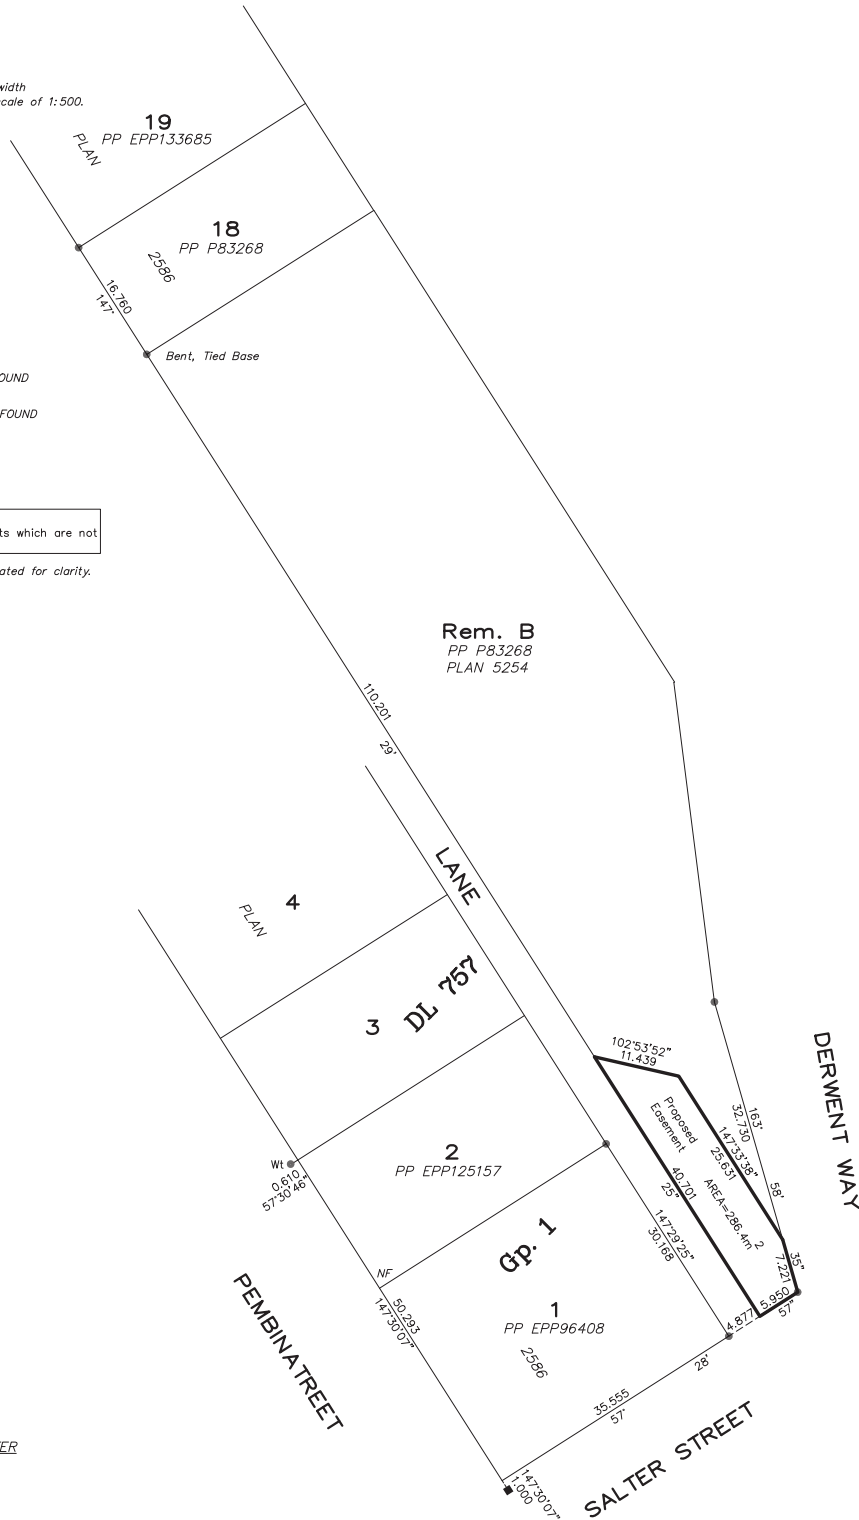 width
cale of 1:500.
19
PP EPP133685
PLAN
18
PP P83268
2586
16.760
147°
Bent, Tied Base
OUND
FOUND
ts which are not
ated for clarity.
Rem. B
PP P83268
PLAN 5254
110.201
29'
LANE
4
PLAN
3
DL 757
102°53'52"
11.439
DERWENT WAY
Proposed
Easement
163°
32.730
147°33'38"
25.631
AREA=286.4m2
40.701
25"
58'
2
PP EPP125157
Wt
0.610
57°30'46"
147°29'25"
30.168
Gp. 1
35"
7.221
NF
50.293
147°30'07"
5.950
57"
4.877
1
PP EPP96408
2586
PEMBINATREET
28'
35.555
57°
SALTER STREET
147°30'07"
1.000
TER